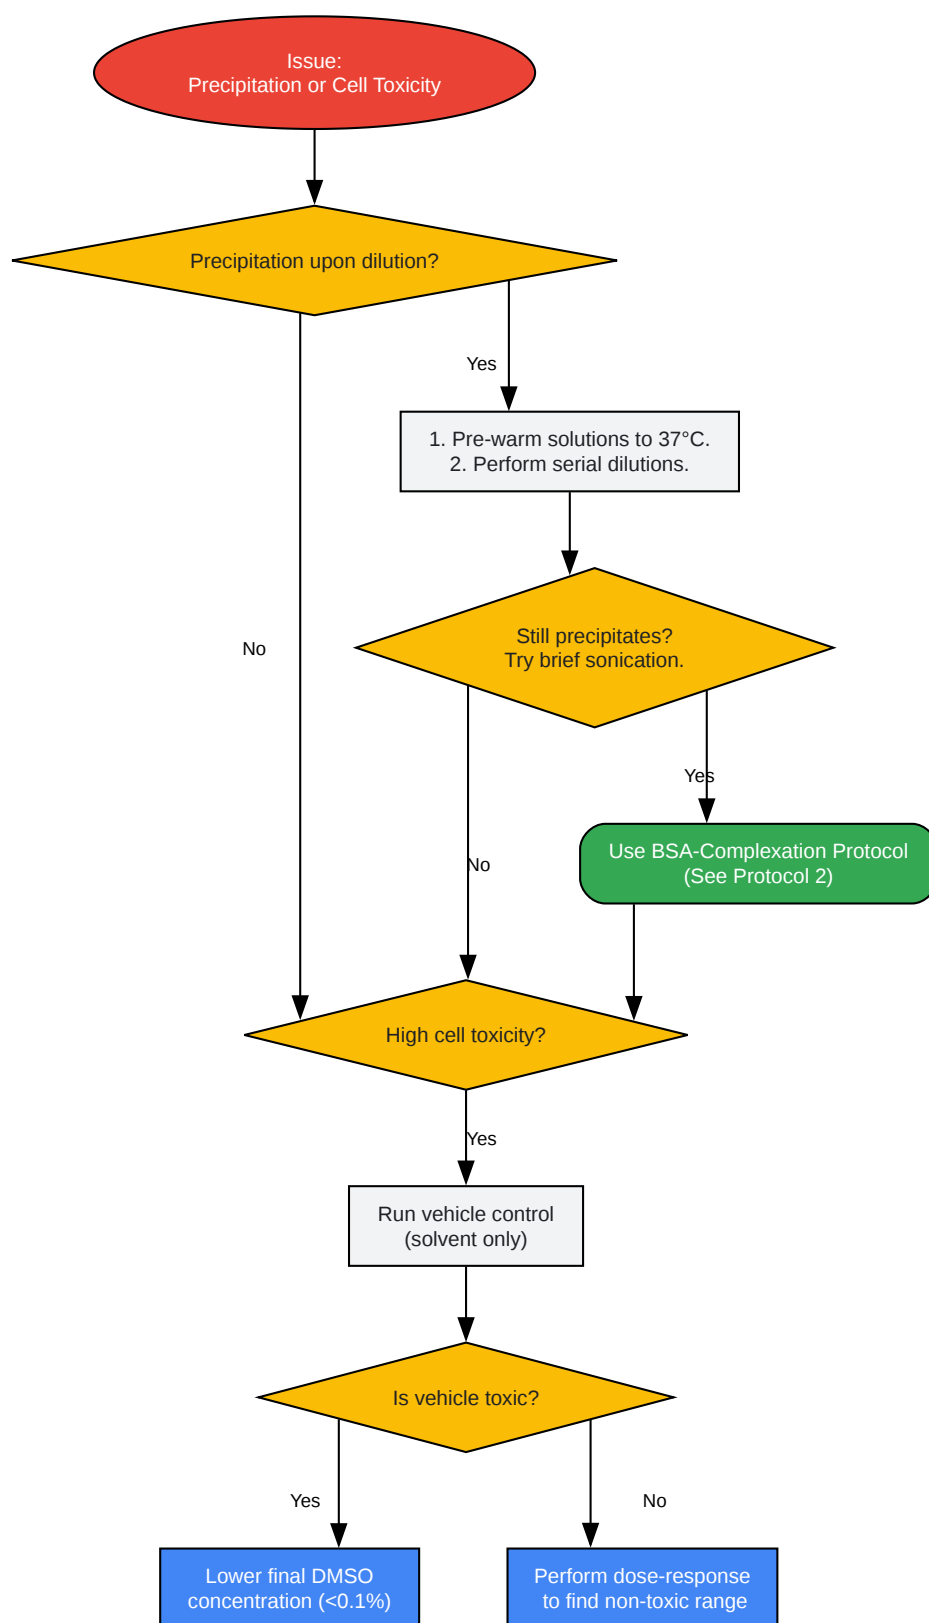 Issue:
Precipitation or Cell Toxicity
Precipitation upon dilution?
Yes
1. Pre-warm solutions to 37°C.
2. Perform serial dilutions.
No
Still precipitates?
Try brief sonication.
Yes
No
Use BSA-Complexation Protocol
(See Protocol 2)
High cell toxicity?
Yes
Run vehicle control
(solvent only)
Is vehicle toxic?
Yes
No
Lower final DMSO
concentration (<0.1%)
Perform dose-response
to find non-toxic range